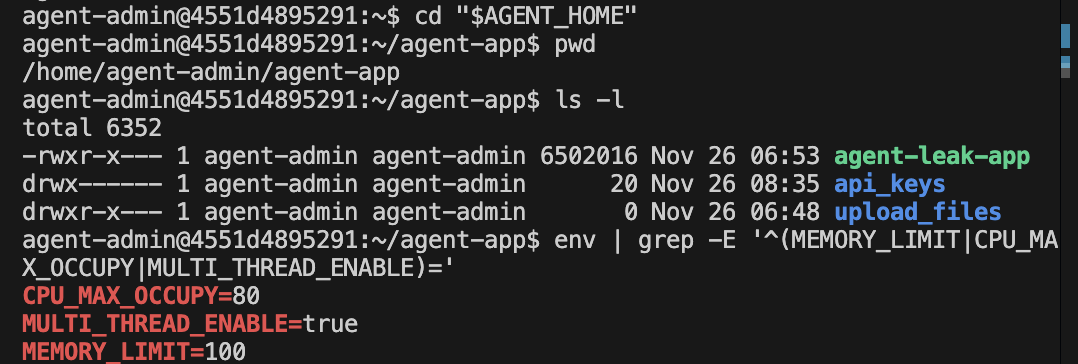 agent-admin@4551d4895291:~$ cd "$AGENT_HOME"
agent-admin@4551d4895291:~/agent-app$ pwd
/home/agent-admin/agent-app
agent-admin@4551d4895291:~/agent-app$ ls -l
total 6352
-rwxr-x--- 1 agent-admin agent-admin 6502016 Nov 26 06:53 agent-leak-app
drwx------ 1 agent-admin agent-admin      20 Nov 26 08:35 api_keys
drwxr-x--- 1 agent-admin agent-admin       0 Nov 26 06:48 upload_files
agent-admin@4551d4895291:~/agent-app$ env | grep -E '^(MEMORY_LIMIT|CPU_MA
X_OCCUPY|MULTI_THREAD_ENABLE)='
CPU_MAX_OCCUPY=80
MULTI_THREAD_ENABLE=true
MEMORY_LIMIT=100